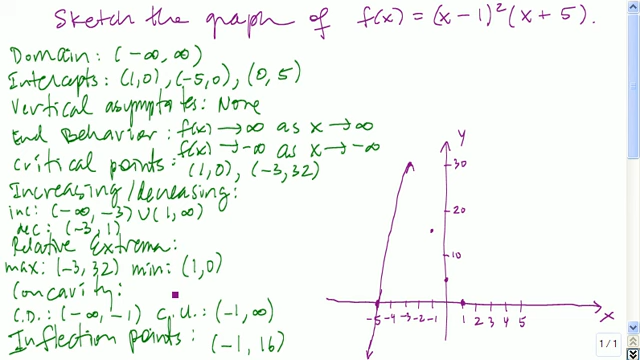 Sketch the graph of f(x) = (x-1)²(x+5).
Domain: (-∞, ∞)
Intercepts: (1,0), (-5,0), (0,5)
Vertical asymptotes: None
End Behavior: f(x) → ∞ as x → ∞
f(x) → -∞ as x → -∞
Critical points: (1,0), (-3,32)
Increasing/decreasing:
inc: (-∞, -3) ∪ (1, ∞)
dec: (-3, 1)
Relative Extrema:
max: (-3, 32) min: (1,0)
Concavity:
C.D.: (-∞, -1) C.U.: (-1, ∞)
Inflection points: (-1, 16)
y
30
20
10
-5 -4 -3 -2 -1 1 2 3 4 5
x
1/1